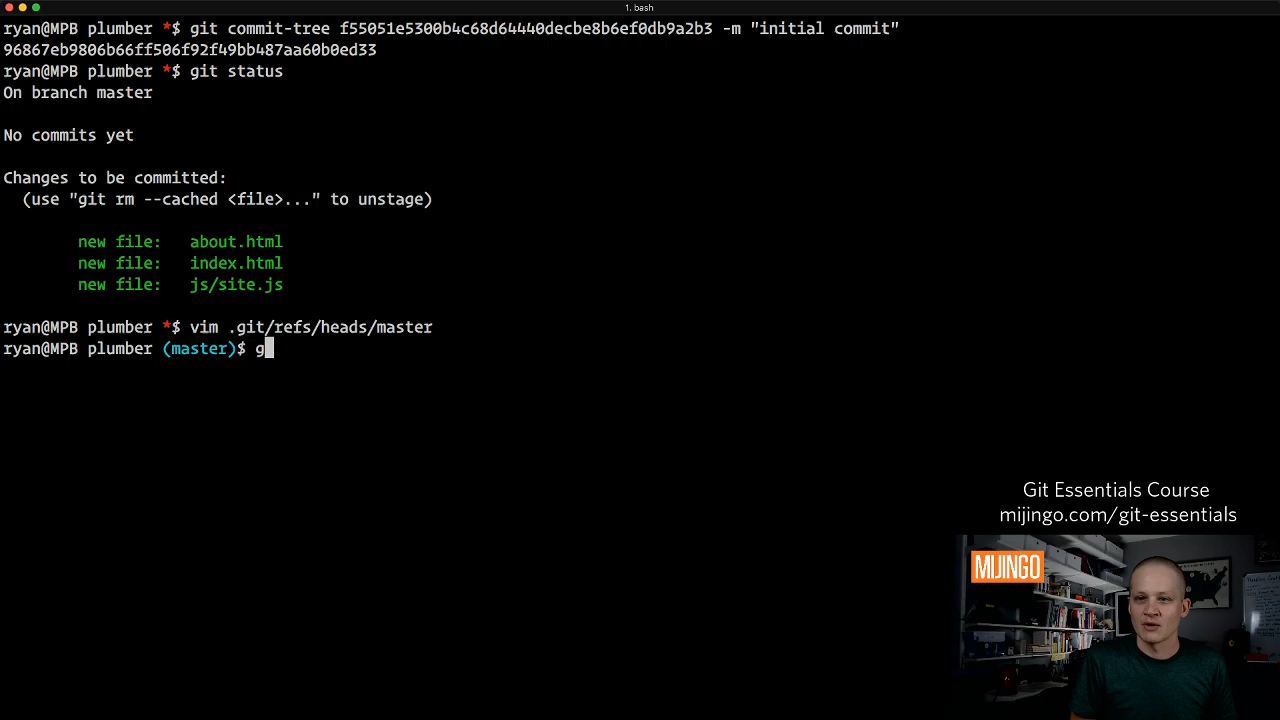 1. bash
ryan@MPB plumber *$ git commit-tree f55051e5300b4c68d64440decbe8b6ef0db9a2b3 -m "initial commit"
96867eb9806b66ff506f92f49bb487aa60b0ed33
ryan@MPB plumber *$ git status
On branch master
No commits yet
Changes to be committed:
(use "git rm --cached <file>..." to unstage)
new file: about.html
new file: index.html
new file: js/site.js
ryan@MPB plumber *$ vim .git/refs/heads/master
ryan@MPB plumber (master)$ g
Git Essentials Course
mijingo.com/git-essentials
MIJINGO